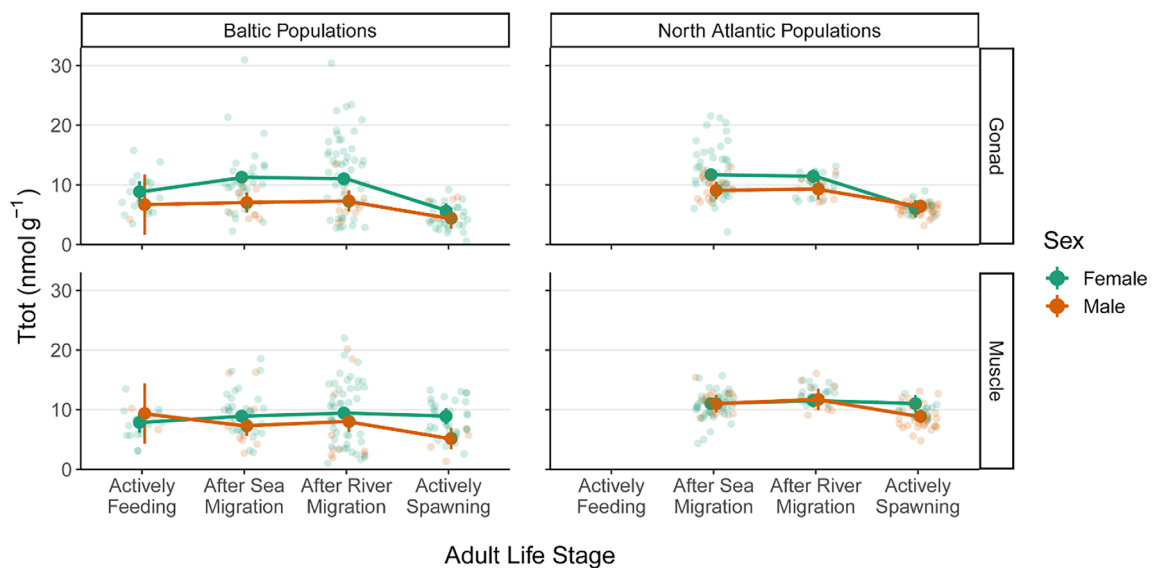 Baltic Populations
North Atlantic Populations
30
20
10
0
Gonad
30
20
10
0
Muscle
Ttot (nmol g⁻¹)
Actively
Feeding
After Sea
Migration
After River
Migration
Actively
Spawning
Actively
Feeding
After Sea
Migration
After River
Migration
Actively
Spawning
Adult Life Stage
Sex
Female
Male